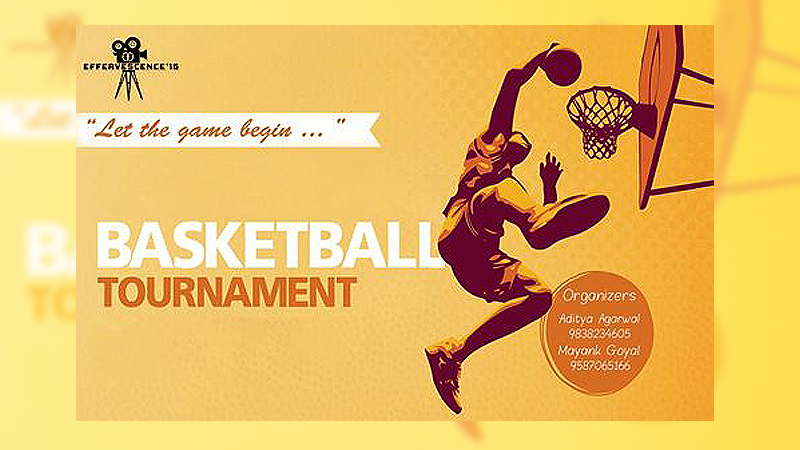 EFFERVESCENCE'15
"Let the game begin ... "
BASKETBALL
TOURNAMENT
Organizers
Aditya Agarwal
9838234605
Mayank Goyal
9587065166